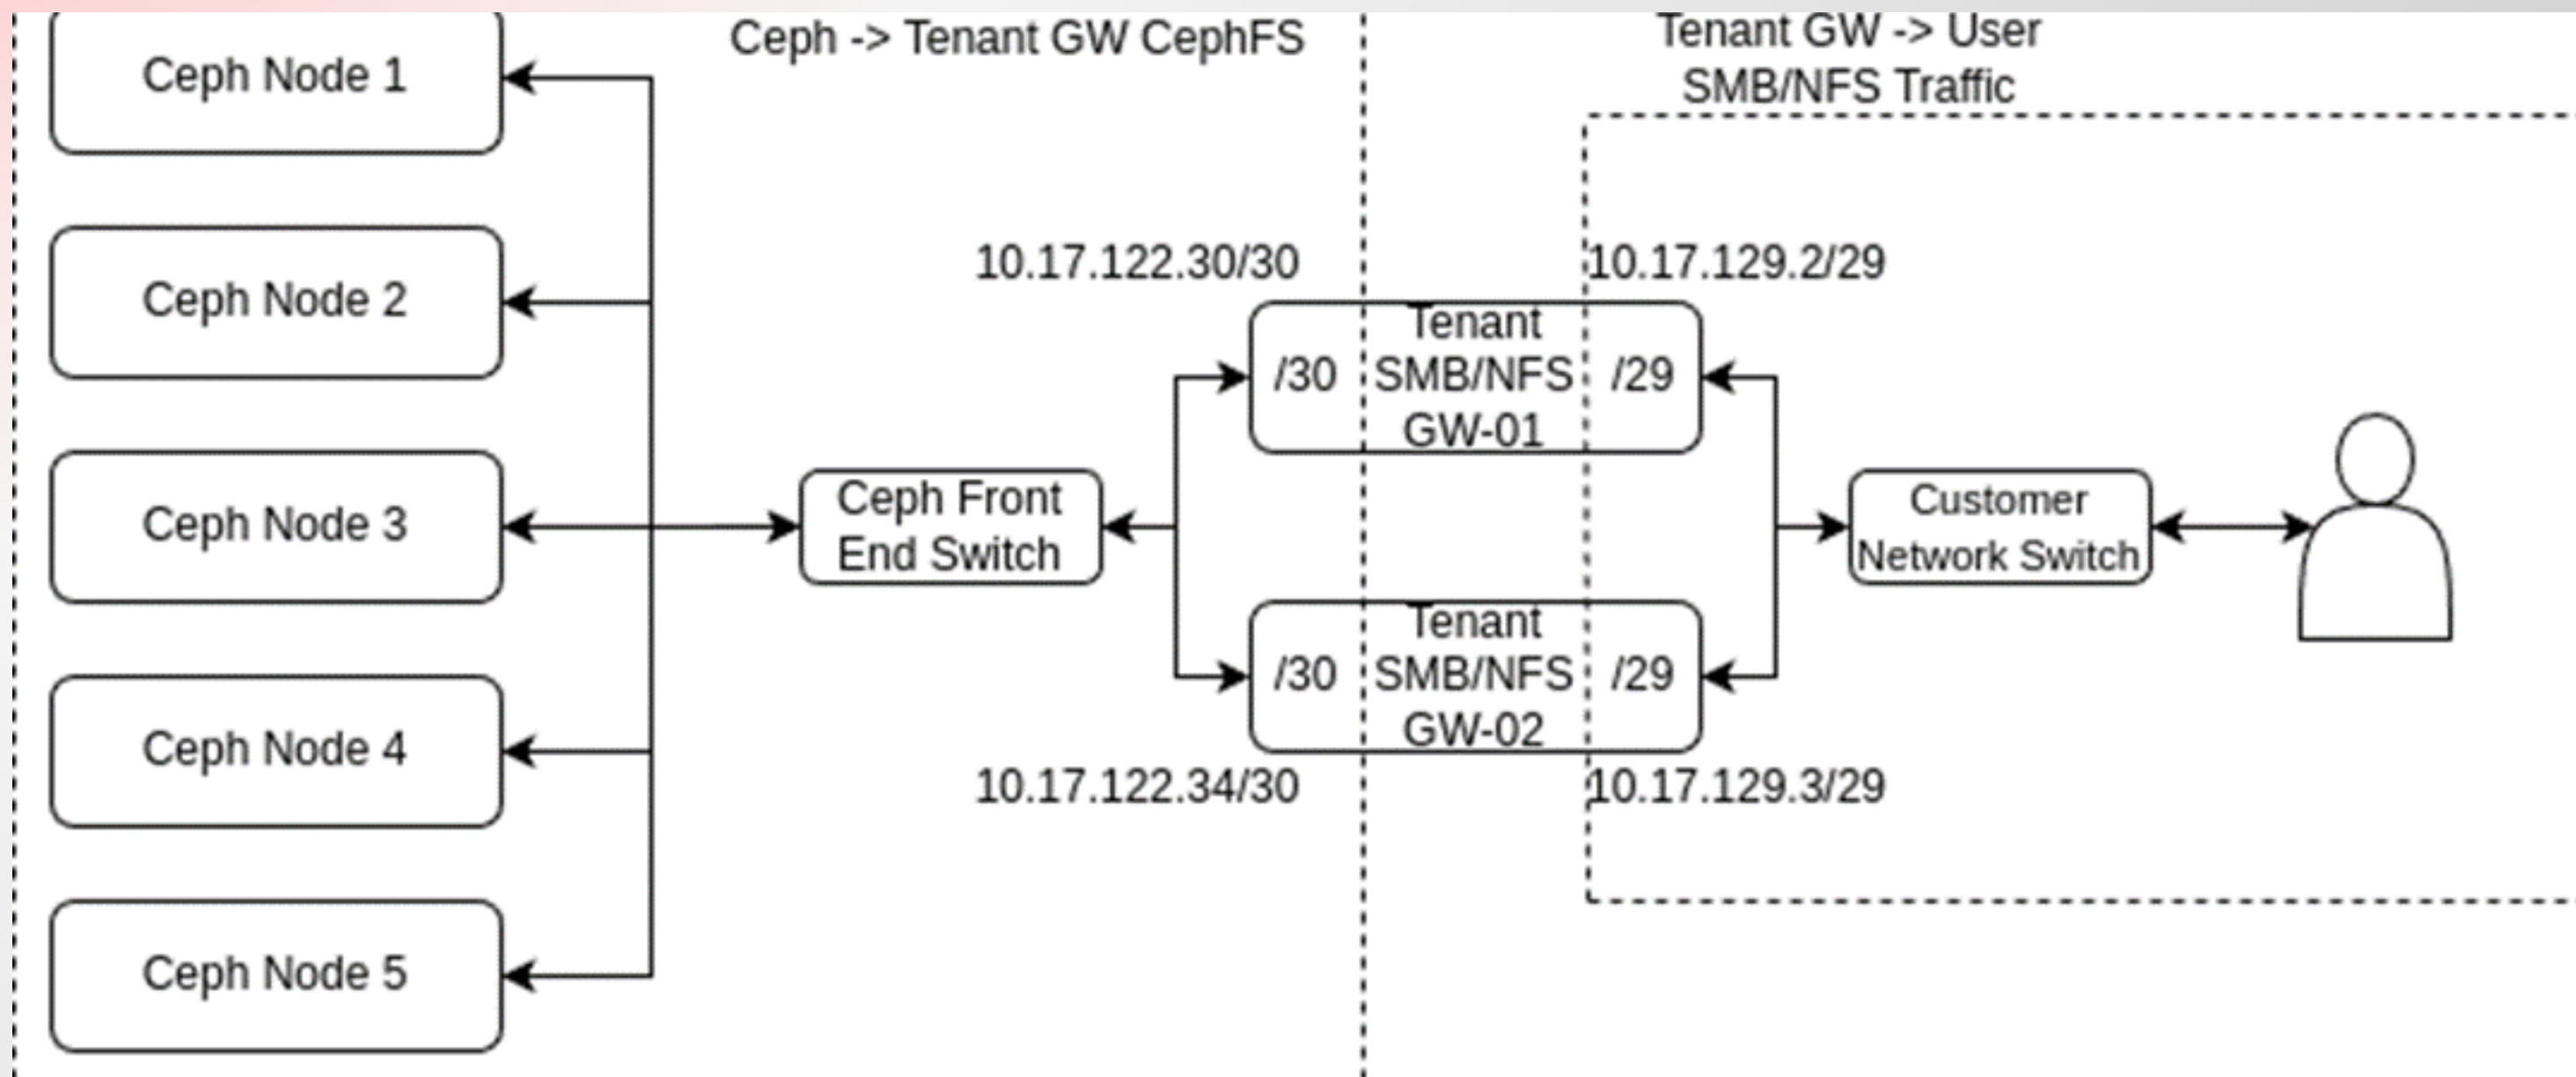 Ceph -> Tenant GW CephFS
Tenant GW -> User
SMB/NFS Traffic
Ceph Node 1
Ceph Node 2
Ceph Node 3
Ceph Node 4
Ceph Node 5
Ceph Front
End Switch
10.17.122.30/30
10.17.129.2/29
/30
Tenant
SMB/NFS
GW-01
/29
/30
Tenant
SMB/NFS
GW-02
/29
10.17.122.34/30
10.17.129.3/29
Customer
Network Switch